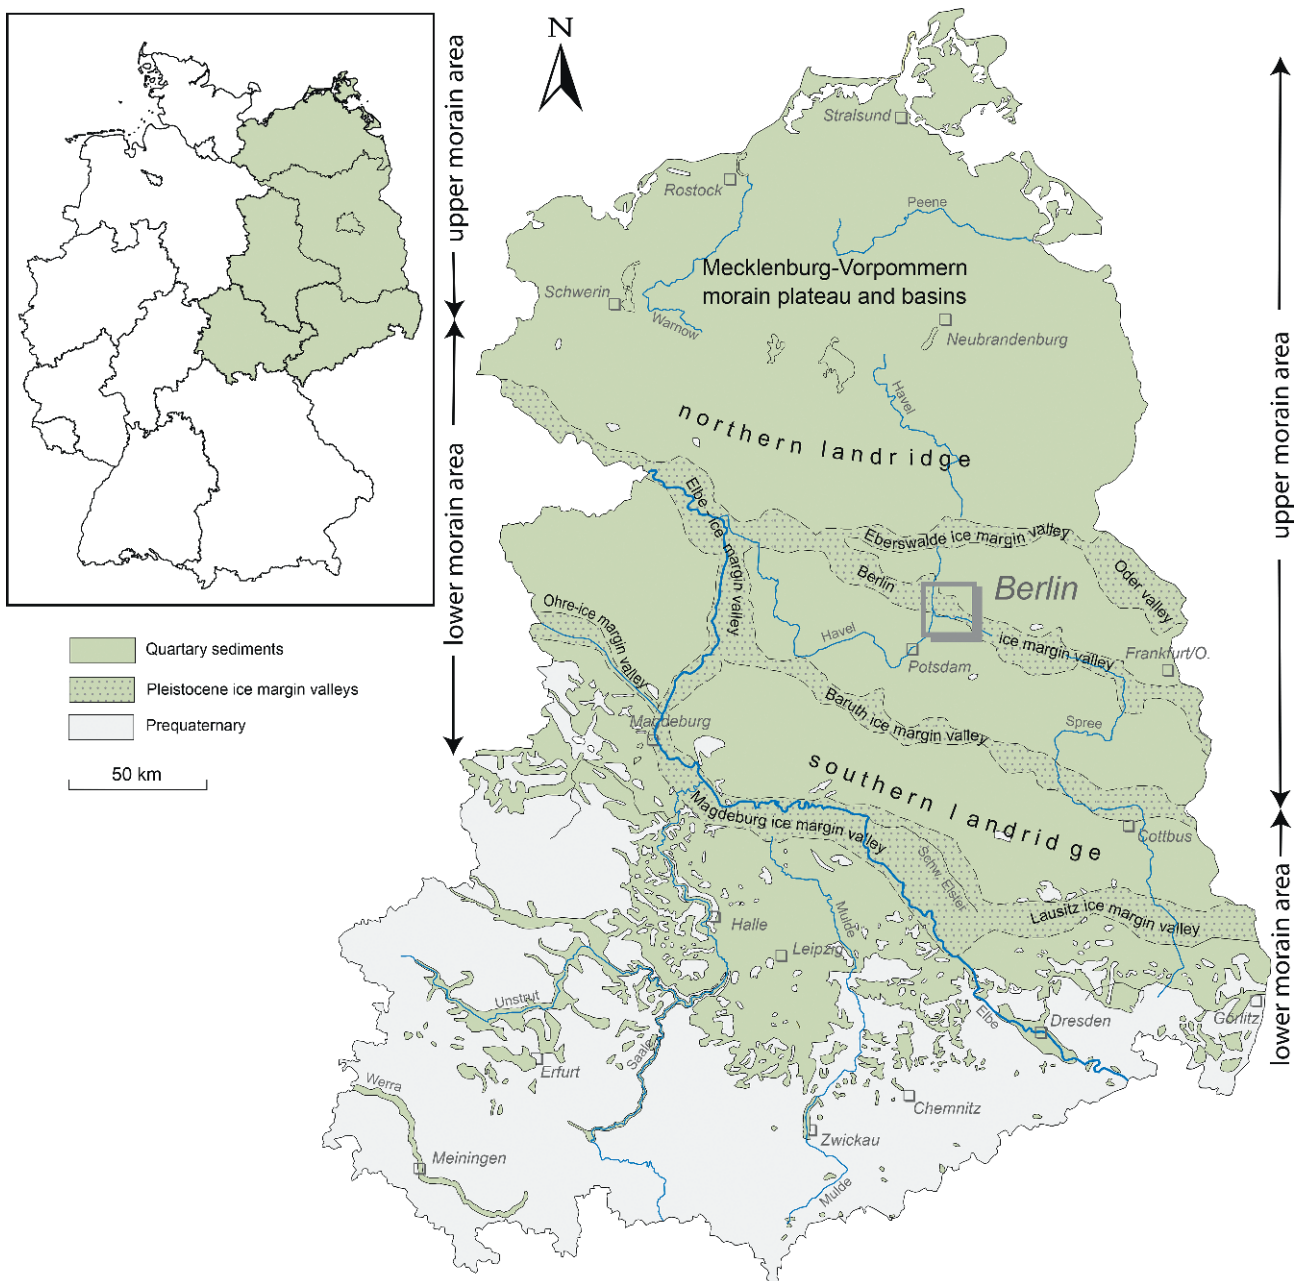 N
upper morain area
lower morain area
Stralsund
Rostock
Peene
Mecklenburg-Vorpommern
morain plateau and basins
Schwerin
Warnow
Neubrandenburg
Havel
northern landridge
upper morain area
Elbe - ice margin valley
Eberswalde ice margin valley
Oder valley
Berlin
ice margin valley
Berlin
Ohre-ice margin valley
Havel
Potsdam
Frankfurt/O.
Quartary sediments
Pleistocene ice margin valleys
Prequaternary
50 km
Magdeburg
Baruth ice margin valley
Spree
southern landridge
Magdeburg ice margin valley
Cottbus
Schw. Elster
Lausitz ice margin valley
lower morain area
Halle
Mulde
Leipzig
Unstrut
Elbe
Dresden
Görlitz
Saale
Erfurt
Werra
Chemnitz
Zwickau
Meiningen
Mulde